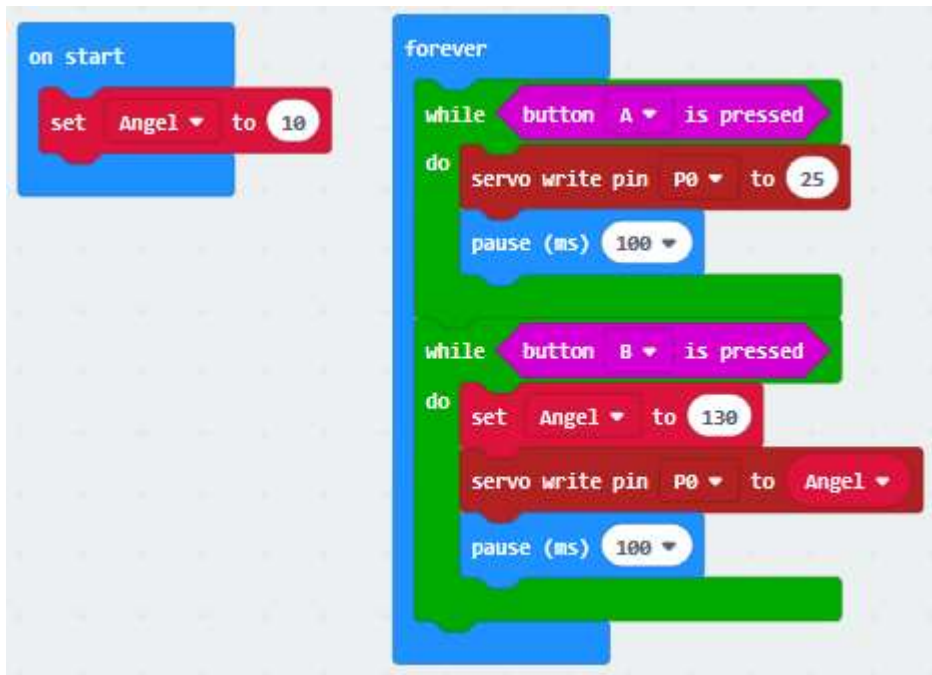 on start
set Angel to 10
forever
while button A is pressed
do
servo write pin P0 to 25
pause (ms) 100
while button B is pressed
do
set Angel to 130
servo write pin P0 to Angel
pause (ms) 100